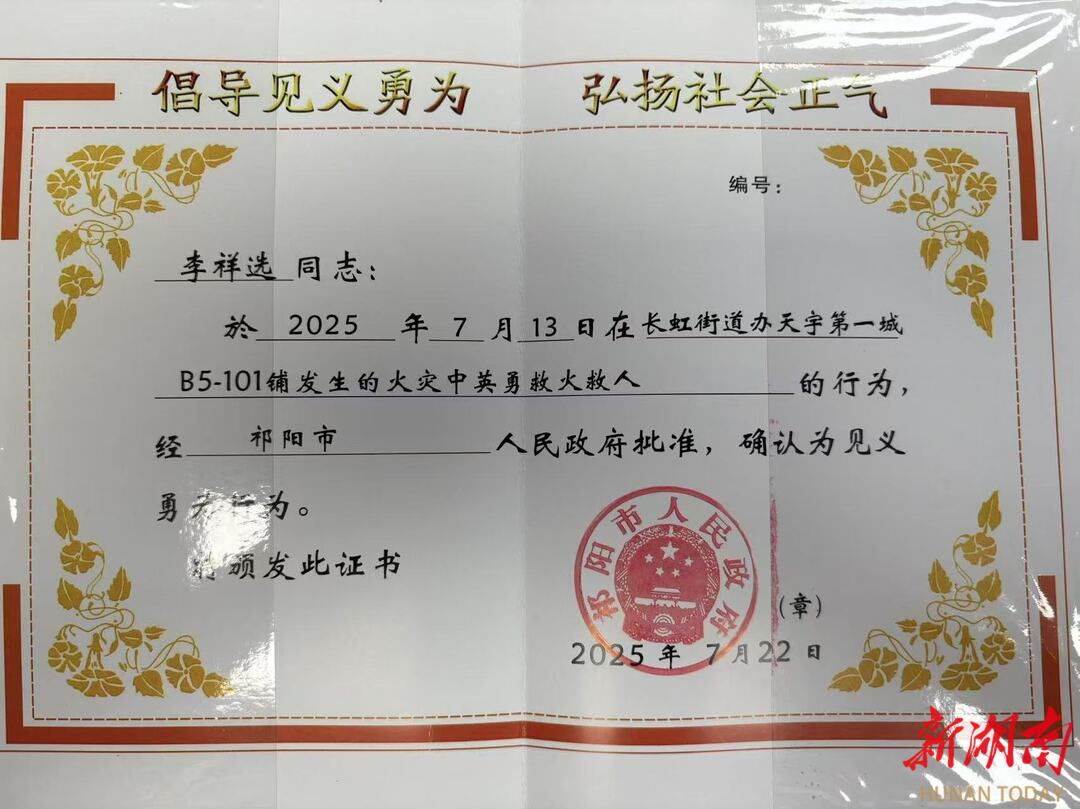 倡导见义勇为 弘扬社会正气
编号：
李祥选同志：
於 2025 年 7 月 13 日在长虹街道办天宇第一城
B5-101铺发生的火灾中英勇救火救人 的行为，
经 祁阳市 人民政府批准，确认为见义
勇为行为。
颁发此证书
祁阳市人民政府
（章）
2025 年 7 月 22 日
新湖南
HUNAN TODAY